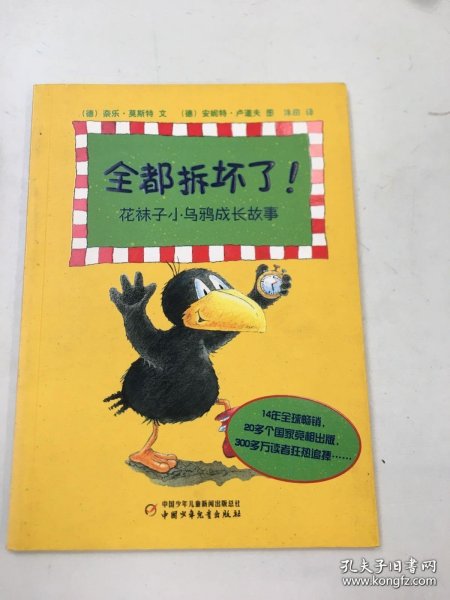 （德）奈乐·莫斯特 文 （德）安妮特·卢道夫 图 陈俊 译
全都拆坏了！
花袜子小乌鸦成长故事
14年全球畅销，
20多个国家竞相出版，
300多万读者狂热追捧……
中国少年儿童新闻出版总社
中国少年儿童出版社
孔夫子旧书网
www.kongfz.com